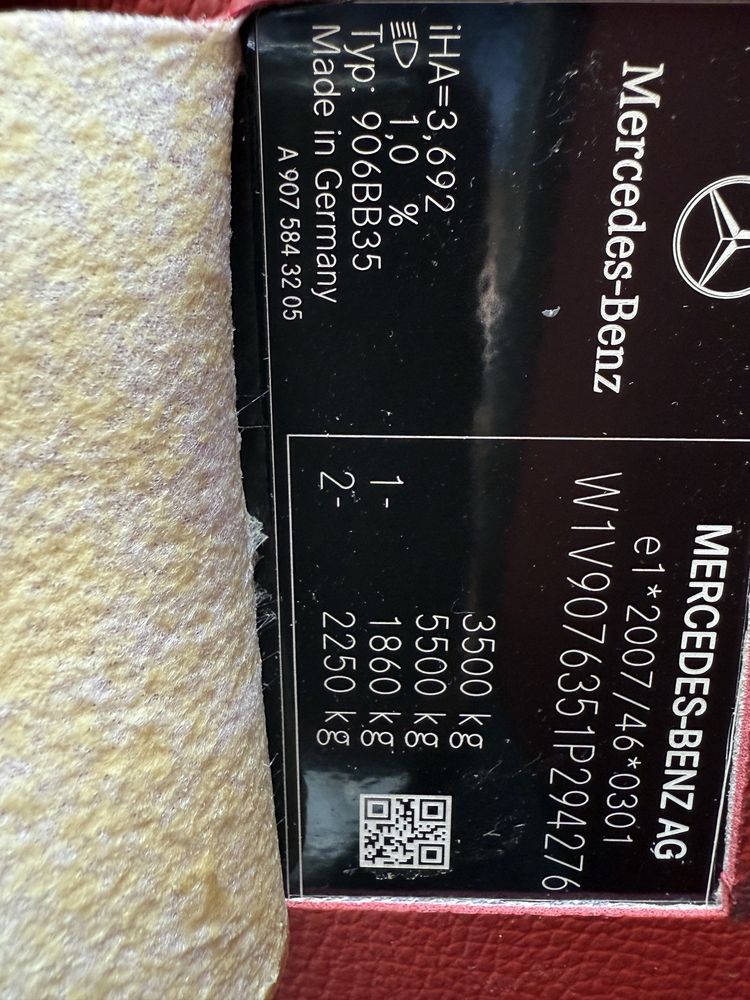 Mercedes-Benz
iHA=3,692
1,0 %
Typ: 906BB35
Made in Germany
A 907 584 32 05
MERCEDES-BENZ AG
e1*2007/46*0301
W1V9076351P294276
3500 kg
5500 kg
1- 1860 kg
2- 2250 kg